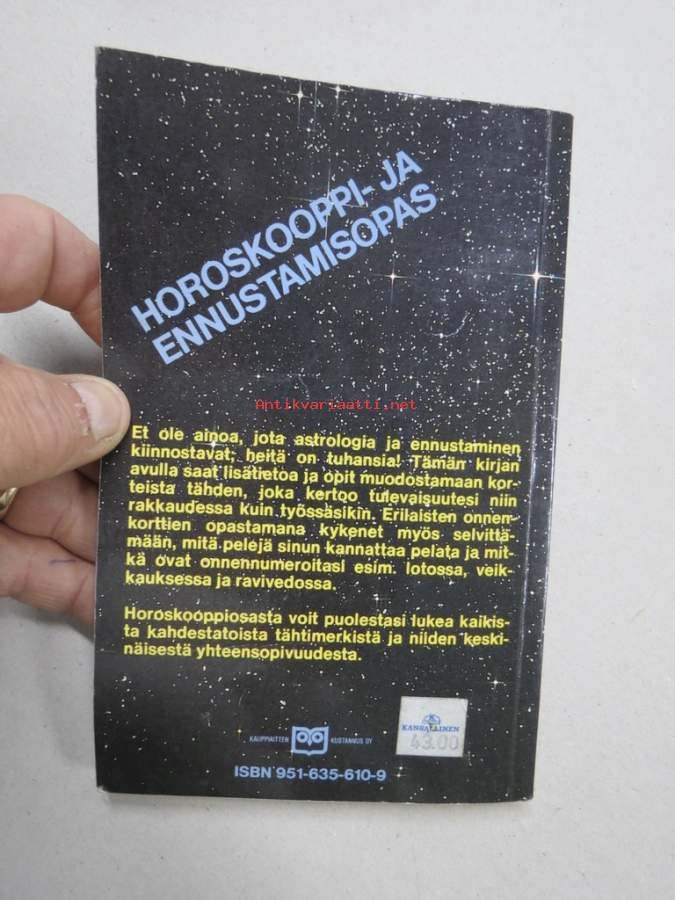 HOROSKOOPPI- JA
ENNUSTAMISOPAS
Antikvariaatti.net
Et ole ainoa, jota astrologia ja ennustaminen
kiinnostavat; heitä on tuhansia! Tämän kirjan
avulla saat lisätietoa ja opit muodostamaan kor-
teista tähden, joka kertoo tulevaisuutesi niin
rakkaudessa kuin työssäsikin. Erilaisten onnen-
korttien opastamana kykenet myös selvittä-
mään, mitä pelejä sinun kannattaa pelata ja mit-
kä ovat onnennumeroitasi esim. lotossa, veik-
kauksessa ja ravivedossa.
Horoskooppiosasta voit puolestasi lukea kaikis-
ta kahdestatoista tähtimerkistä ja niiden keski-
näisestä yhteensopivuudesta.
KAUPPIAITTEN KUSTANNUS OY
KANSALLINEN
43.00
ISBN 951-635-610-9